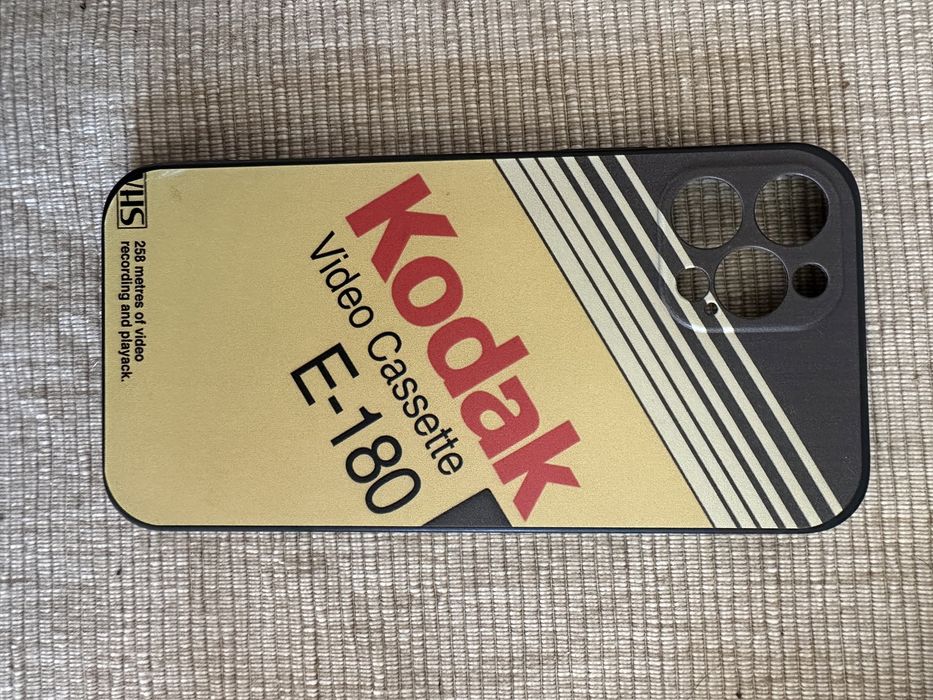 Kodak
Video Cassette
E-180
VHS
258 metres of video
recording and playack.